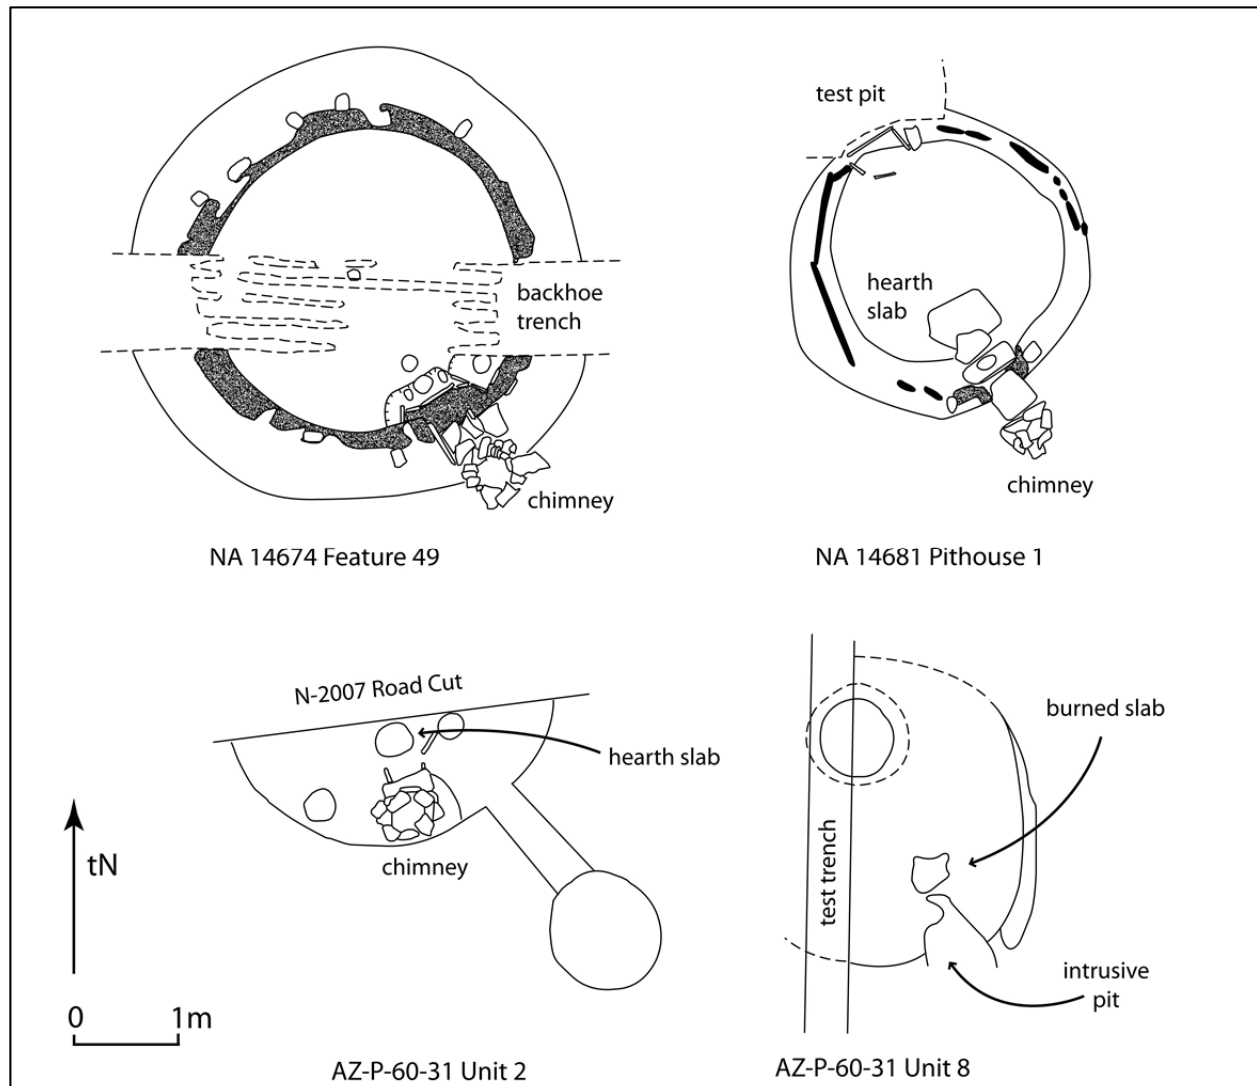 test pit
backhoe
trench
hearth
slab
chimney
chimney
NA 14674 Feature 49
NA 14681 Pithouse 1
N-2007 Road Cut
hearth slab
chimney
burned slab
test trench
intrusive
pit
tN
0 1m
AZ-P-60-31 Unit 2
AZ-P-60-31 Unit 8